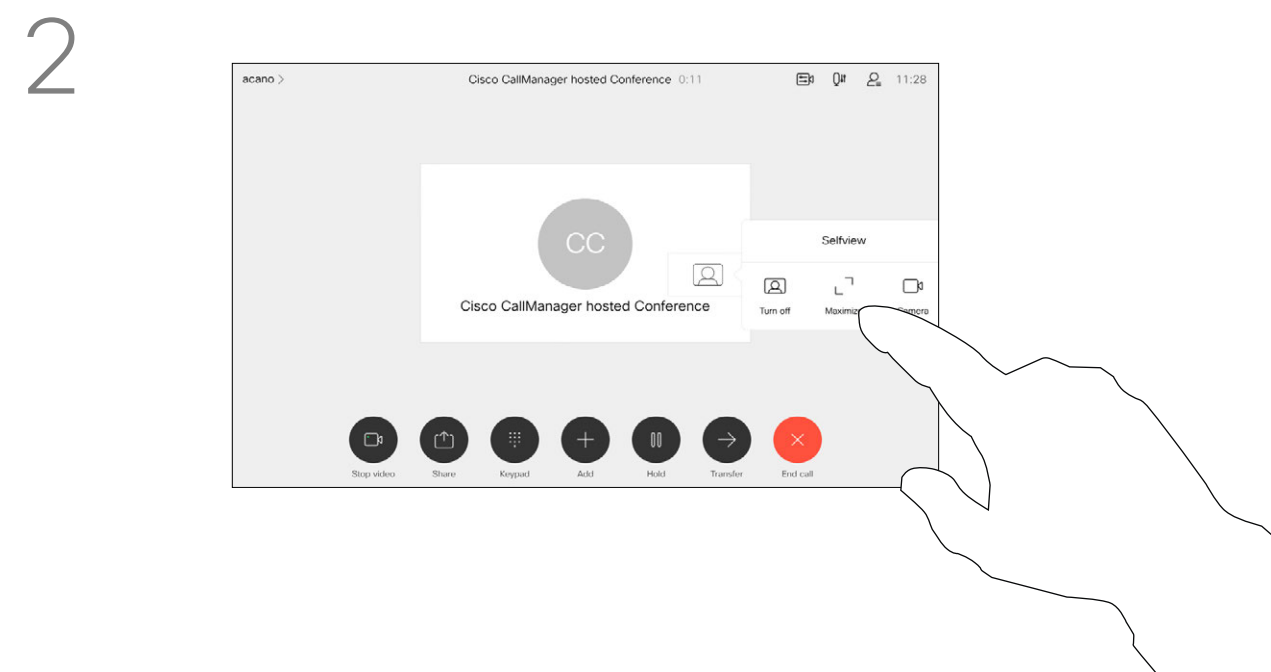 2
acano >
Cisco CallManager hosted Conference 0:11
11:28
CC
Cisco CallManager hosted Conference
Selfview
Turn off
Stop video
Share
Keypad
Add
Hold
Transfer
End call